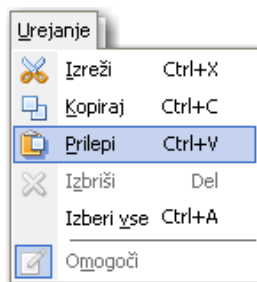 Urejanje
Izreži Ctrl+X
Kopiraj Ctrl+C
Prilepi Ctrl+V
Izbriši Del
Izberi vse Ctrl+A
Omogoči